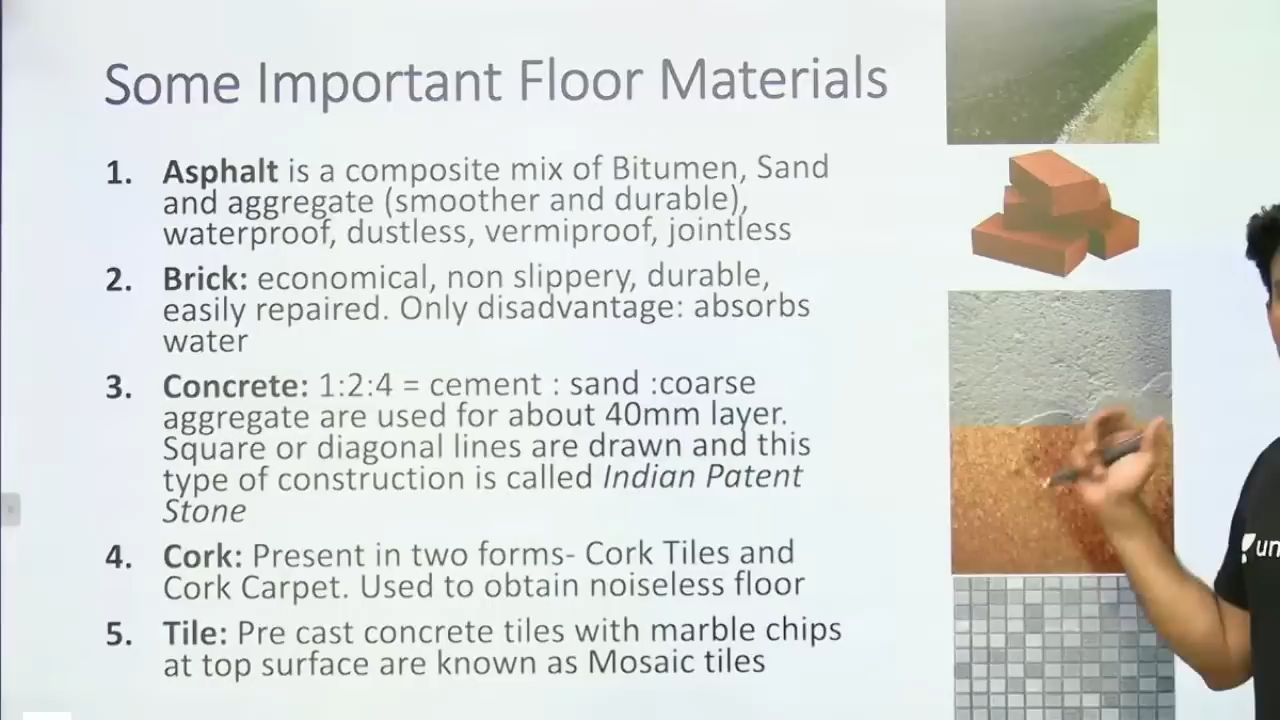 Some Important Floor Materials
1. Asphalt is a composite mix of Bitumen, Sand
and aggregate (smoother and durable),
waterproof, dustless, vermiproof, jointless
2. Brick: economical, non slippery, durable,
easily repaired. Only disadvantage: absorbs
water
3. Concrete: 1:2:4 = cement : sand :coarse
aggregate are used for about 40mm layer.
Square or diagonal lines are drawn and this
type of construction is called Indian Patent
Stone
4. Cork: Present in two forms- Cork Tiles and
Cork Carpet. Used to obtain noiseless floor
5. Tile: Pre cast concrete tiles with marble chips
at top surface are known as Mosaic tiles
un